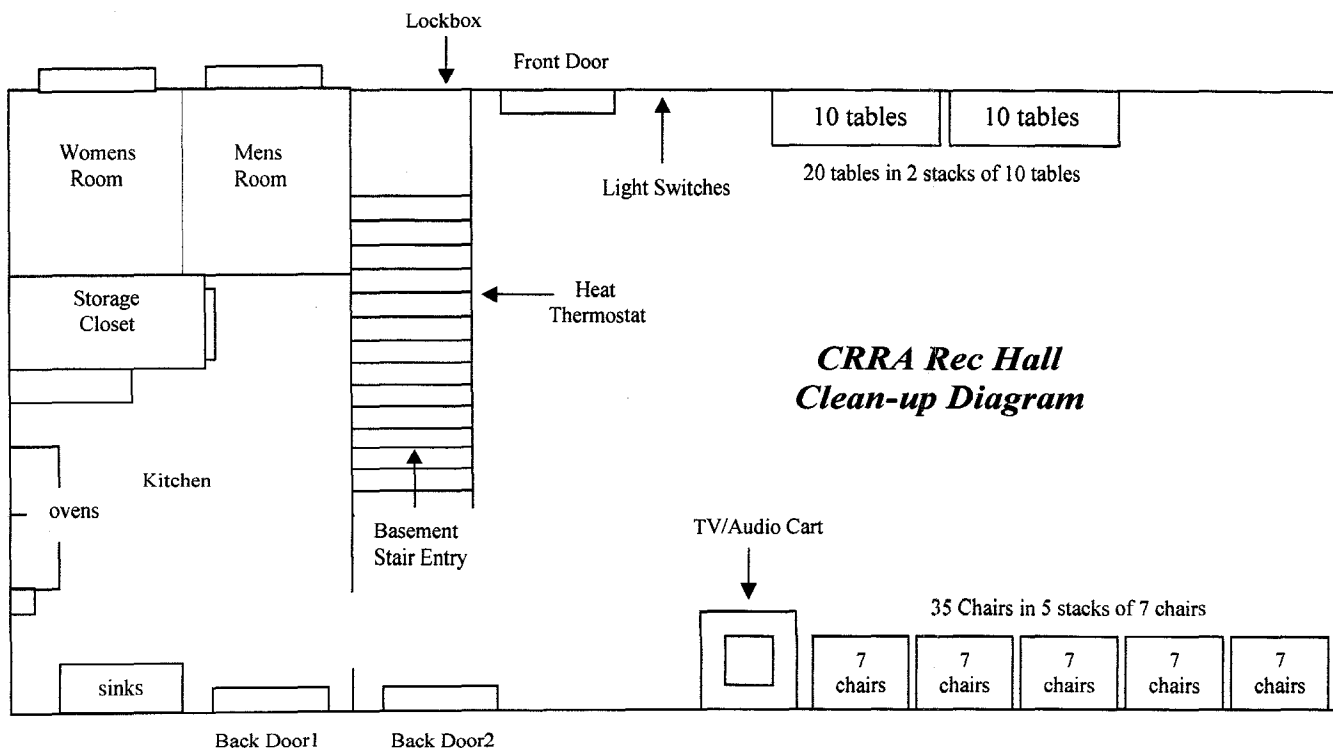 Lockbox
Front Door
10 tables
10 tables
Womens
Room
Mens
Room
20 tables in 2 stacks of 10 tables
Light Switches
Storage
Closet
Heat
Thermostat
CRRA Rec Hall
Clean-up Diagram
Kitchen
ovens
Basement
Stair Entry
TV/Audio Cart
35 Chairs in 5 stacks of 7 chairs
7
chairs
7
chairs
7
chairs
7
chairs
7
chairs
sinks
Back Door1
Back Door2